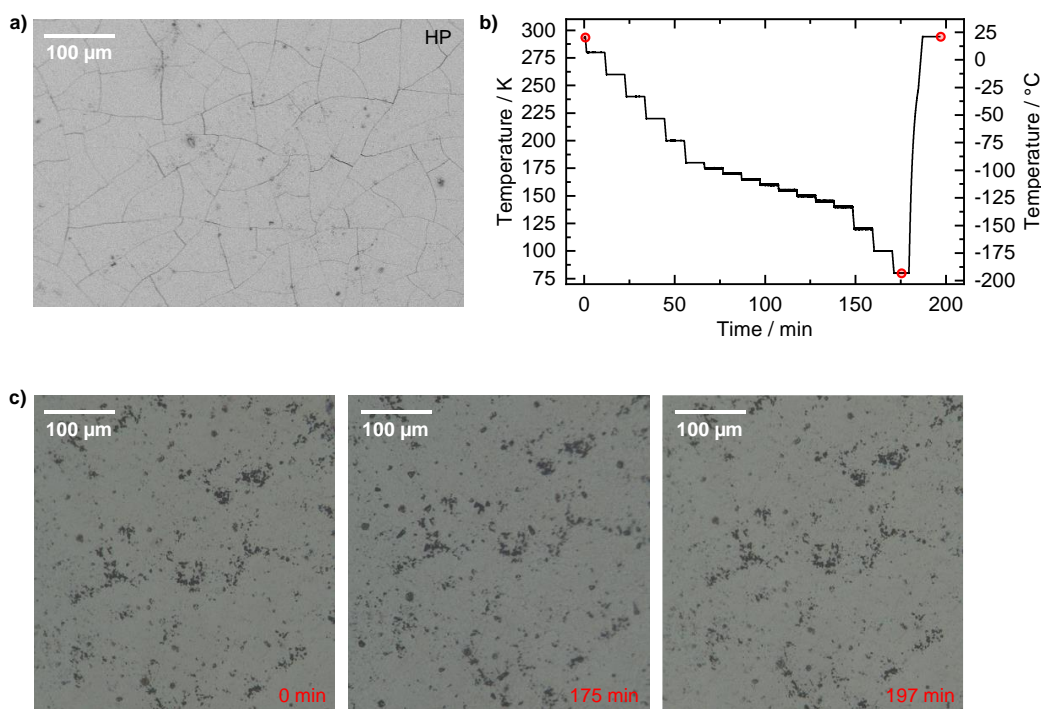 a)
100 µm
HP
b)
Temperature / K
300
275
250
225
200
175
150
125
100
75
25
0
-25
-50
-75
-100
-125
-150
-175
-200
Temperature / °C
0 50 100 150 200
Time / min
c)
100 µm
0 min
100 µm
175 min
100 µm
197 min